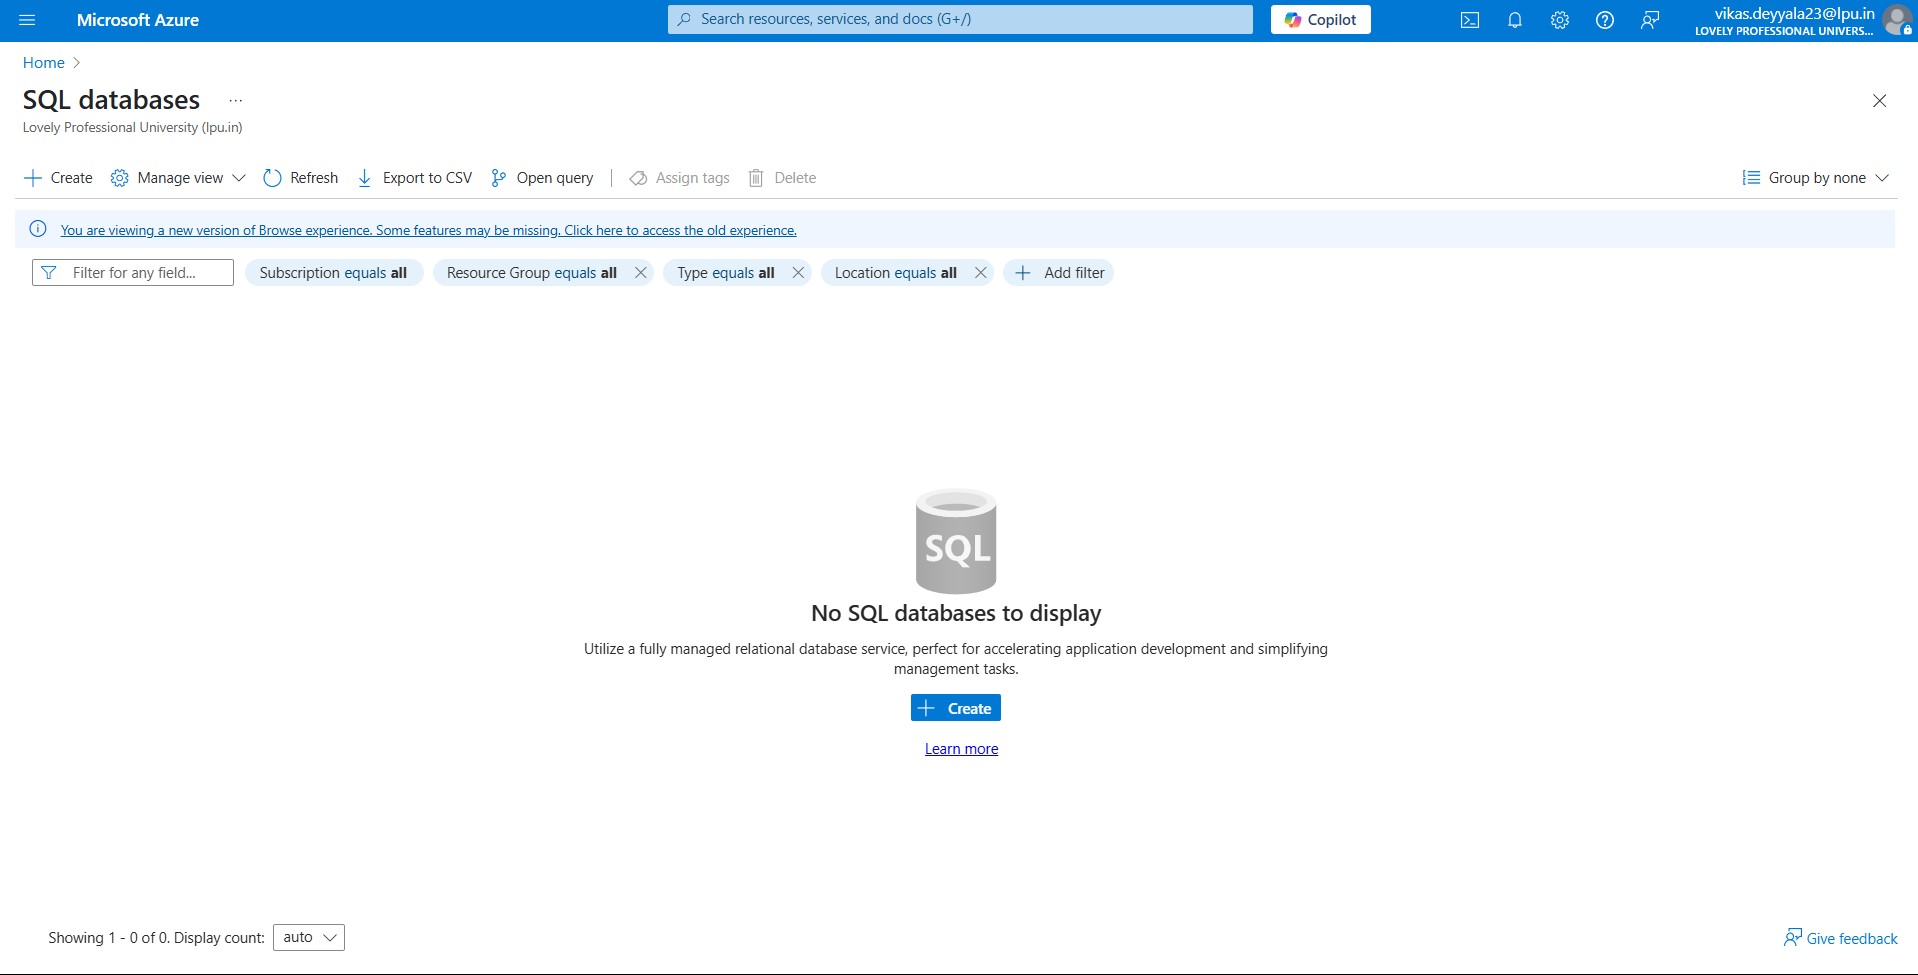 Microsoft Azure
Search resources, services, and docs (G+/)
Copilot
vikas.deyyala23@lpu.in
LOVELY PROFESSIONAL UNIVERS...
Home
SQL databases ...
Lovely Professional University (lpu.in)
Create Manage view Refresh Export to CSV Open query Assign tags Delete Group by none
You are viewing a new version of Browse experience. Some features may be missing. Click here to access the old experience.
Filter for any field... Subscription equals all Resource Group equals all Type equals all Location equals all Add filter
SQL
No SQL databases to display
Utilize a fully managed relational database service, perfect for accelerating application development and simplifying
management tasks.
Create
Learn more
Showing 1 - 0 of 0. Display count: auto
Give feedback